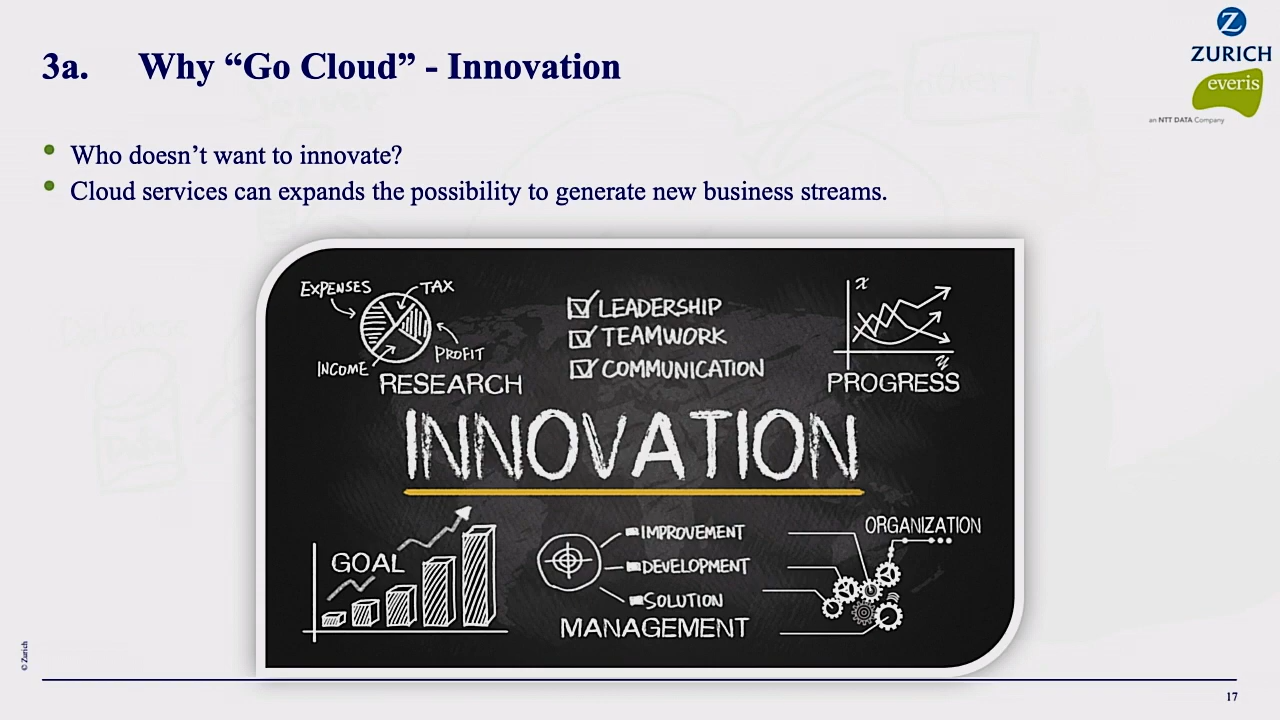 3a. Why “Go Cloud” - Innovation
ZURICH
everis
an NTT DATA Company
• Who doesn’t want to innovate?
• Cloud services can expands the possibility to generate new business streams.
EXPENSES
TAX
INCOME
PROFIT
RESEARCH
LEADERSHIP
TEAMWORK
COMMUNICATION
x
y
PROGRESS
INNOVATION
GOAL
IMPROVEMENT
DEVELOPMENT
SOLUTION
MANAGEMENT
ORGANIZATION
© Zurich
17